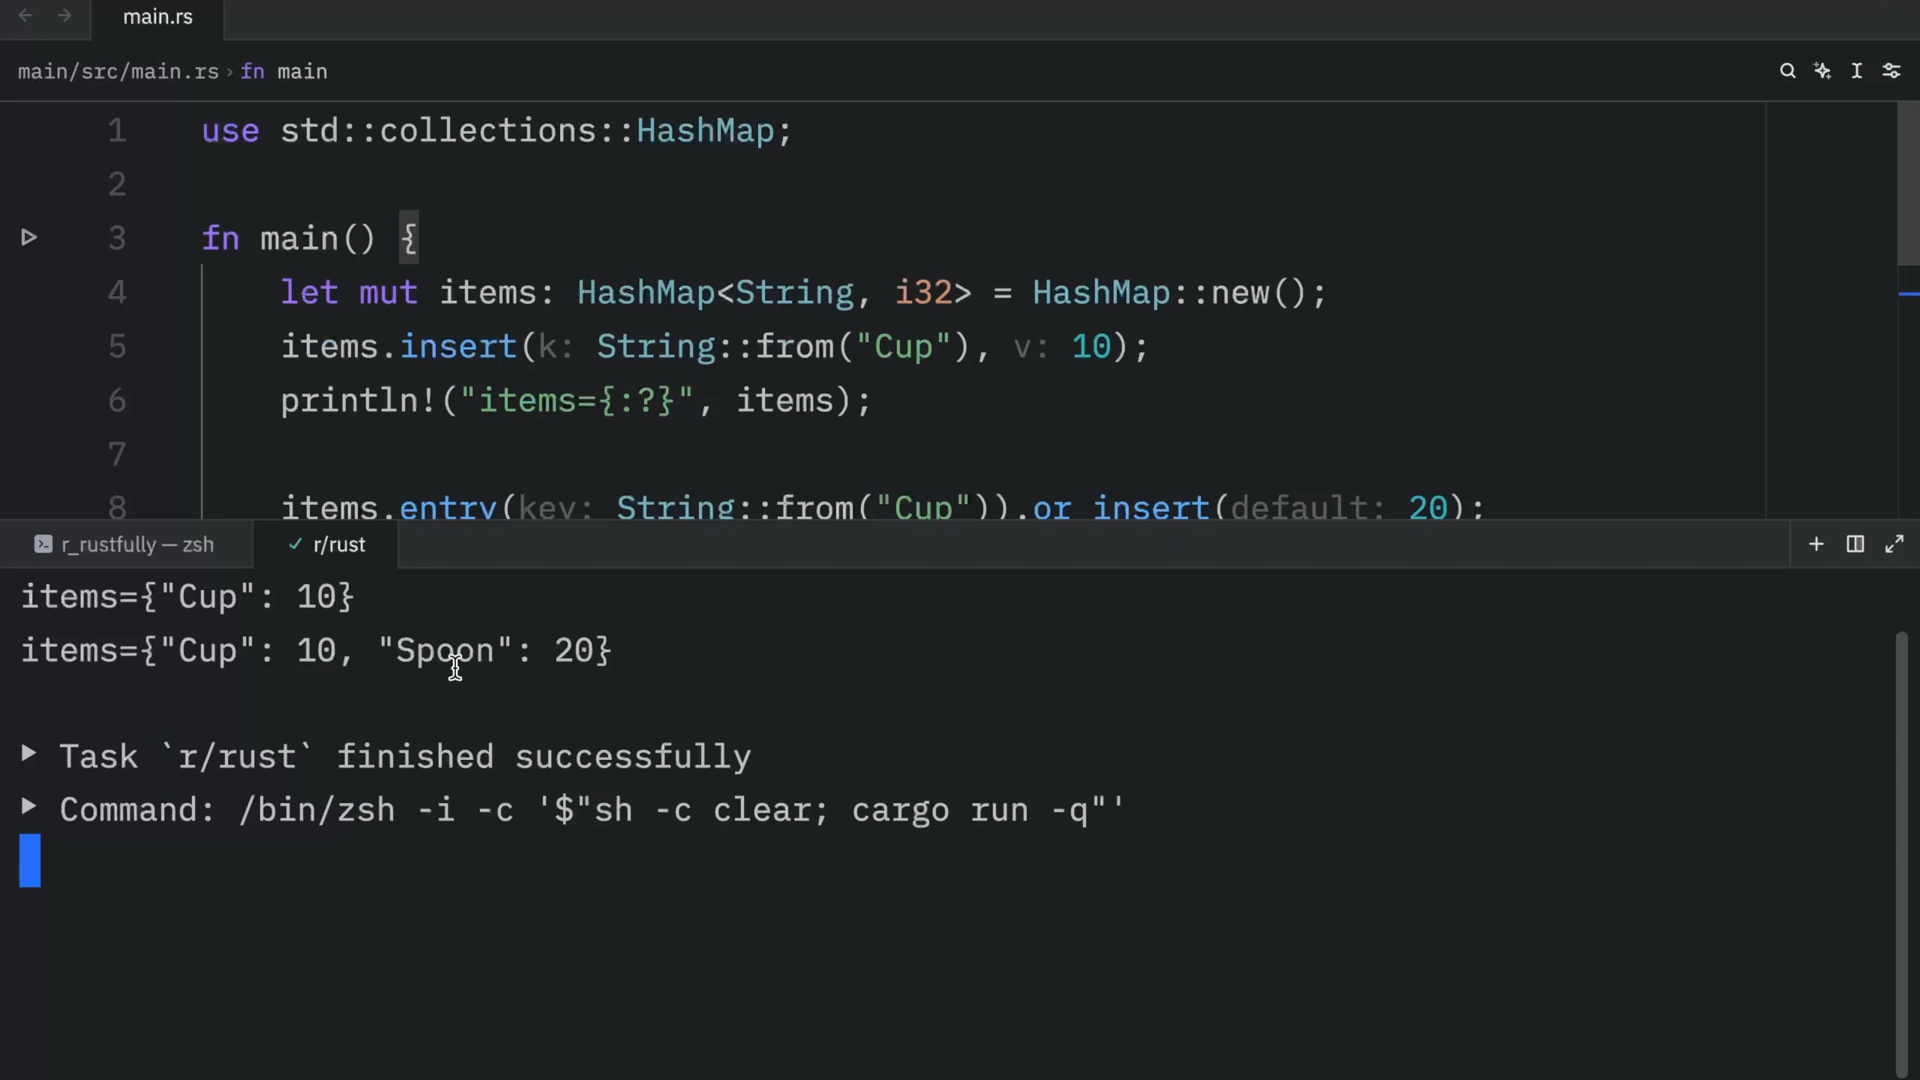 main.rs
main/src/main.rs › fn main
1 use std::collections::HashMap;
2
3 fn main() {
4 let mut items: HashMap<String, i32> = HashMap::new();
5 items.insert(k: String::from("Cup"), v: 10);
6 println!("items={:?}", items);
7
8 items.entry(key: String::from("Cup")).or_insert(default: 20);
r_rustfully — zsh
r/rust
items={"Cup": 10}
items={"Cup": 10, "Spoon": 20}
Task `r/rust` finished successfully
Command: /bin/zsh -i -c '$"sh -c clear; cargo run -q"'